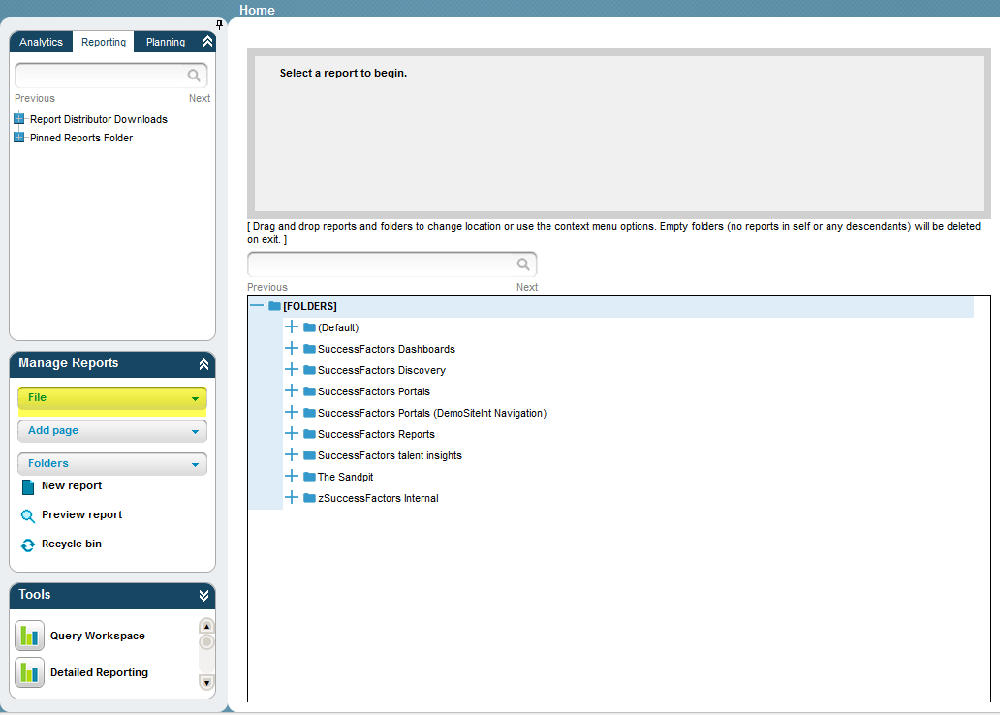 Home
Analytics
Reporting
Planning
Previous
Next
Report Distributor Downloads
Pinned Reports Folder
Manage Reports
File
Add page
Folders
New report
Preview report
Recycle bin
Tools
Query Workspace
Detailed Reporting
Select a report to begin.
[ Drag and drop reports and folders to change location or use the context menu options. Empty folders (no reports in self or any descendants) will be deleted
on exit. ]
Previous
Next
[FOLDERS]
(Default)
SuccessFactors Dashboards
SuccessFactors Discovery
SuccessFactors Portals
SuccessFactors Portals (DemoSiteInt Navigation)
SuccessFactors Reports
SuccessFactors talent insights
The Sandpit
zSuccessFactors Internal